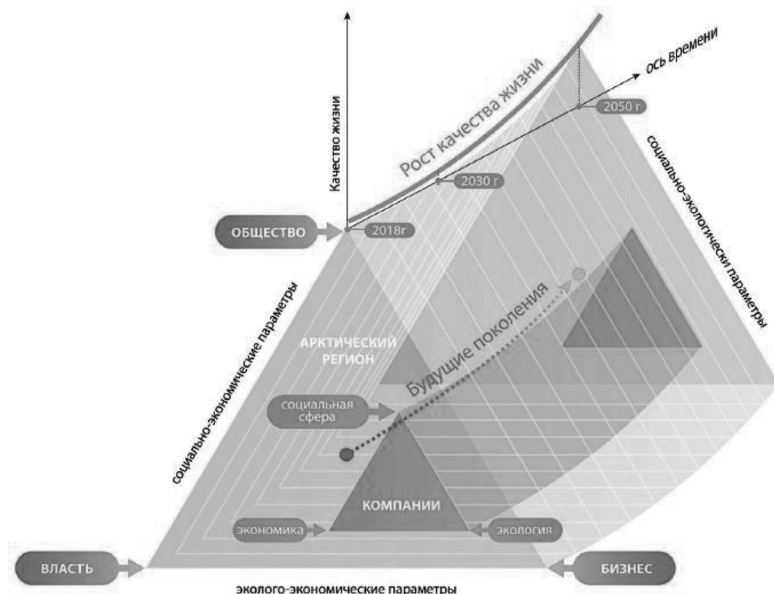 Качество жизни
Рост качества жизни
ось времени
2050 г
2030 г
2018г
ОБЩЕСТВО
социально-экономические параметры
социально-экологически параметры
АРКТИЧЕСКИЙ
РЕГИОН
Будущие поколения
социальная
сфера
КОМПАНИИ
экономика
экология
ВЛАСТЬ
БИЗНЕС
эколого-экономические параметры